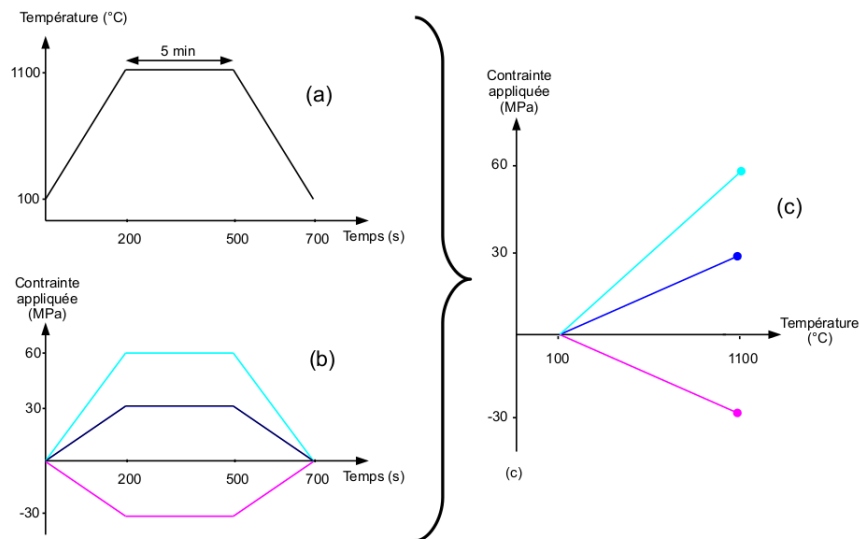 Température (°C)
5 min
1100
(a)
100
200
500
700
Temps (s)
Contrainte
appliquée
(MPa)
60
(b)
30
200
500
700
Temps (s)
-30
Contrainte
appliquée
(MPa)
60
(c)
30
Température
(°C)
100
1100
-30
(c)